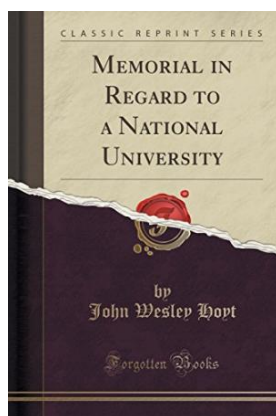 CLASSIC REPRINT SERIES
MEMORIAL IN
REGARD TO
A NATIONAL
UNIVERSITY
by
John Wesley Hoyt
Forgotten Books